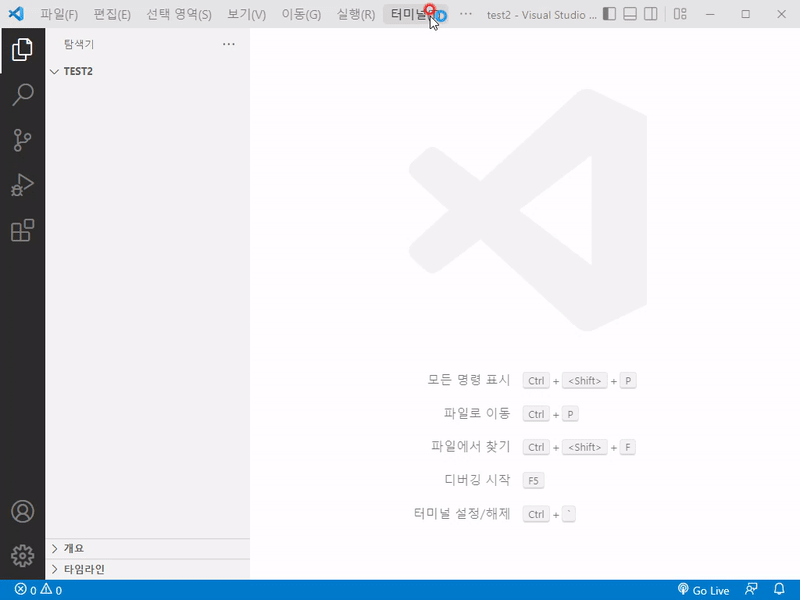 파일(F) 편집(E) 선택 영역(S) 보기(V) 이동(G) 실행(R) 터미널 ··· test2 - Visual Studio ...
탐색기 ···
TEST2
모든 명령 표시 Ctrl + <Shift> + P
파일로 이동 Ctrl + P
파일에서 찾기 Ctrl + <Shift> + F
디버깅 시작 F5
터미널 설정/해제 Ctrl + `
개요
타임라인
0 0 Go Live